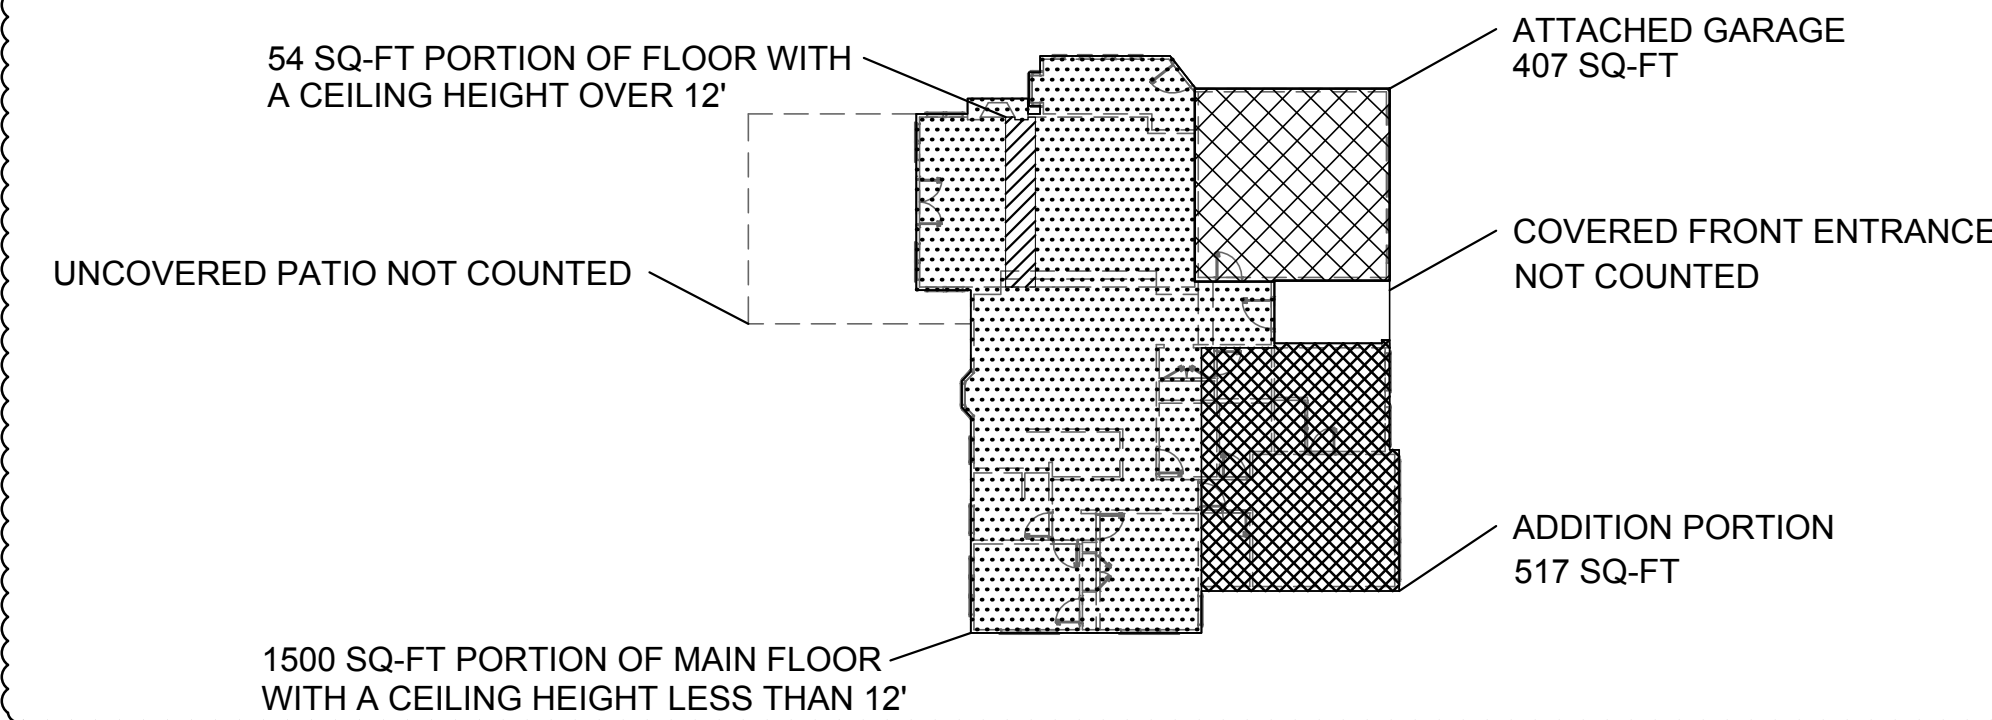 54 SQ-FT PORTION OF FLOOR WITH
A CEILING HEIGHT OVER 12'
ATTACHED GARAGE
407 SQ-FT
UNCOVERED PATIO NOT COUNTED
COVERED FRONT ENTRANCE
NOT COUNTED
ADDITION PORTION
517 SQ-FT
1500 SQ-FT PORTION OF MAIN FLOOR
WITH A CEILING HEIGHT LESS THAN 12'